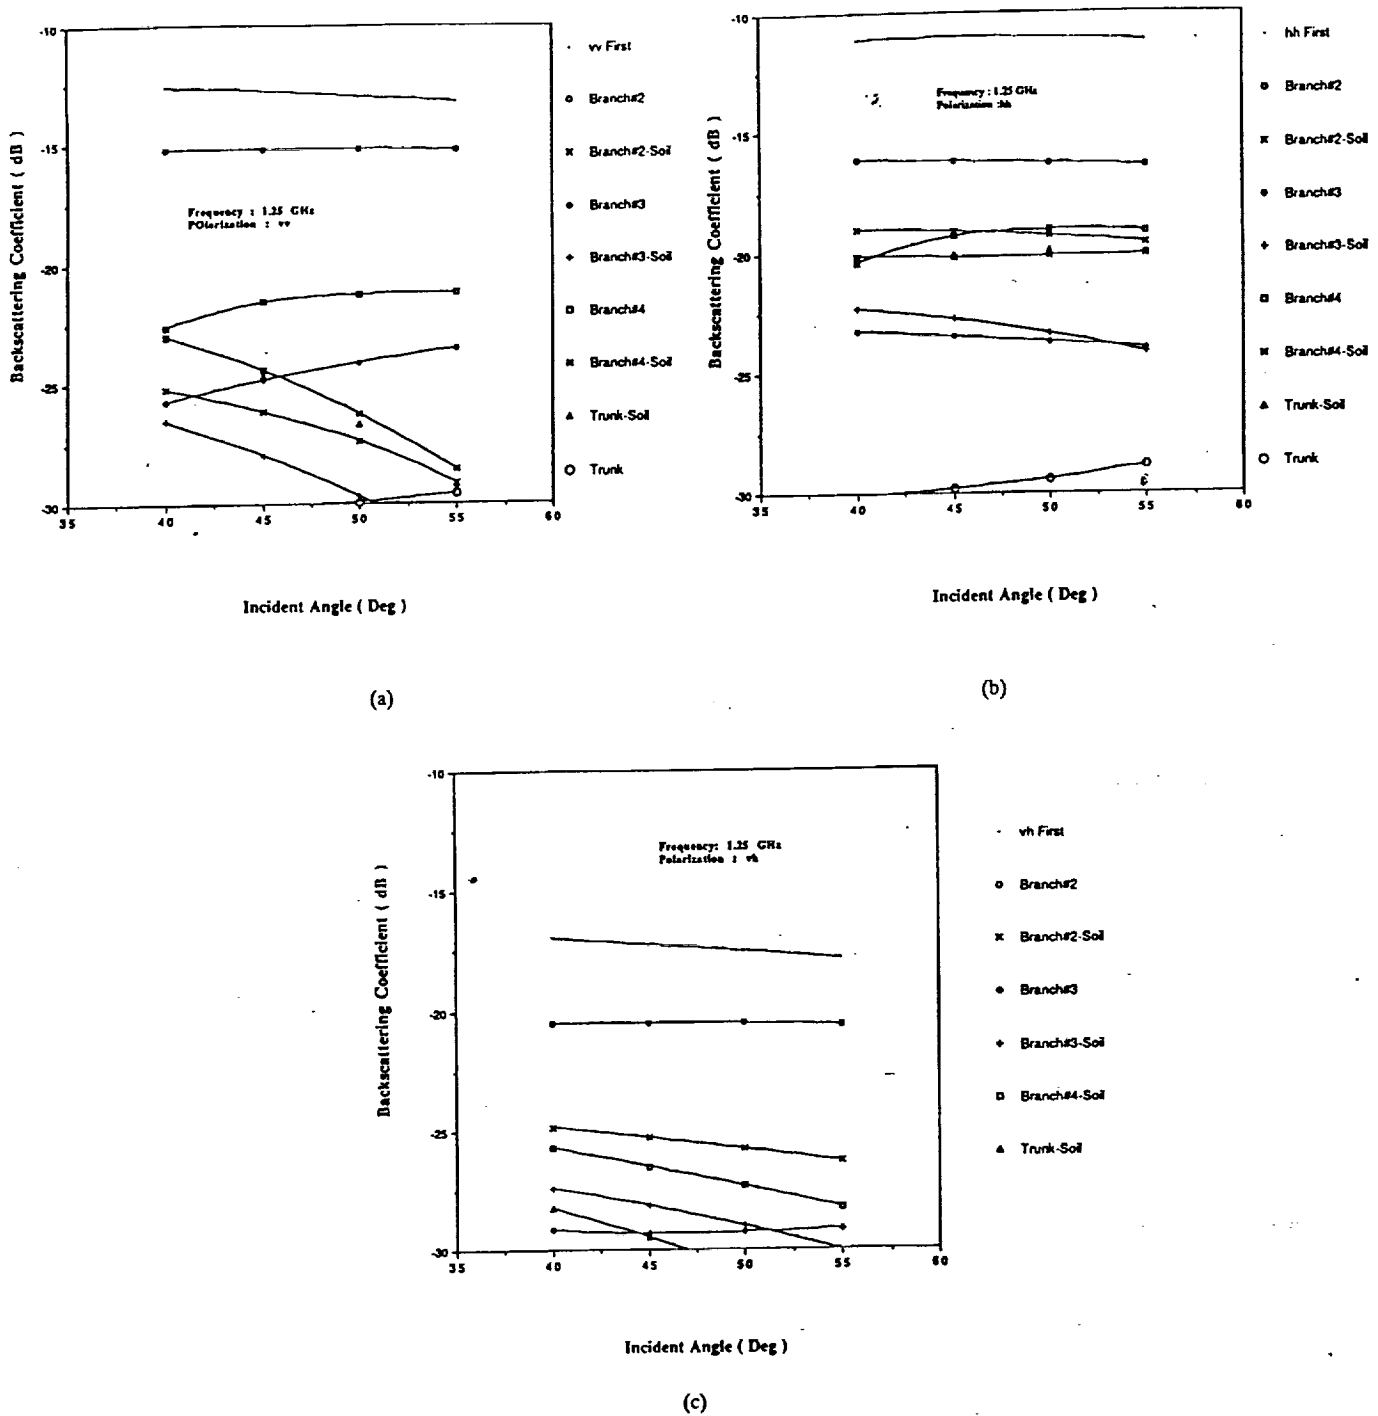 Backscattering Coefficient ( dB )
-10
-15
-20
-25
-30
35
40
45
50
55
60
Frequency : 1.25 GHz
POlarization : vv
Incident Angle ( Deg )
vv First
Branch#2
Branch#2-Soil
Branch#3
Branch#3-Soil
Branch#4
Branch#4-Soil
Trunk-Soil
Trunk
(a)
Backscattering Coefficient ( dB )
-10
-15
-20
-25
-30
35
40
45
50
55
60
Frequency : 1.25 GHz
Polarization :hh
Incident Angle ( Deg )
hh First
Branch#2
Branch#2-Soil
Branch#3
Branch#3-Soil
Branch#4
Branch#4-Soil
Trunk-Soil
Trunk
(b)
Backscattering Coefficient ( dB )
-10
-15
-20
-25
-30
35
40
45
50
55
60
Frequency: 1.25 GHz
Polarization : vh
Incident Angle ( Deg )
vh First
Branch#2
Branch#2-Soil
Branch#3
Branch#3-Soil
Branch#4-Soil
Trunk-Soil
(c)